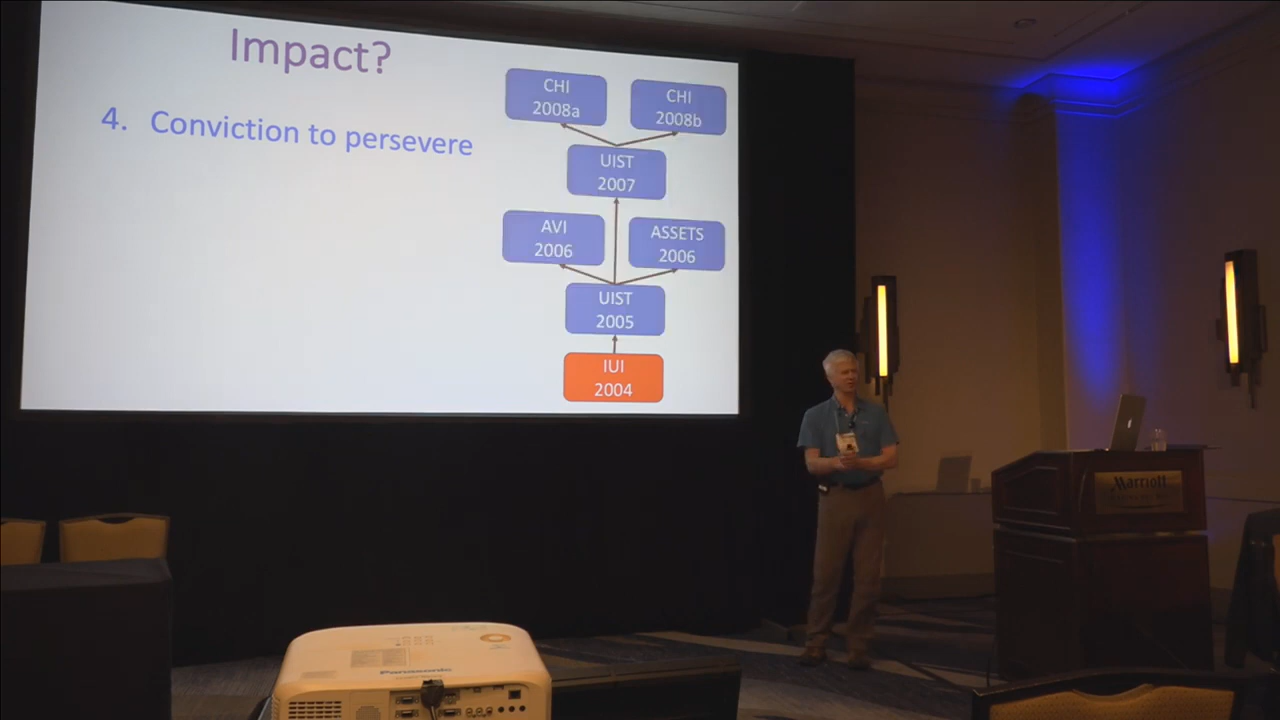 Impact?
4. Conviction to persevere
CHI
2008a
CHI
2008b
UIST
2007
AVI
2006
ASSETS
2006
UIST
2005
IUI
2004
Marriott
Panasonic